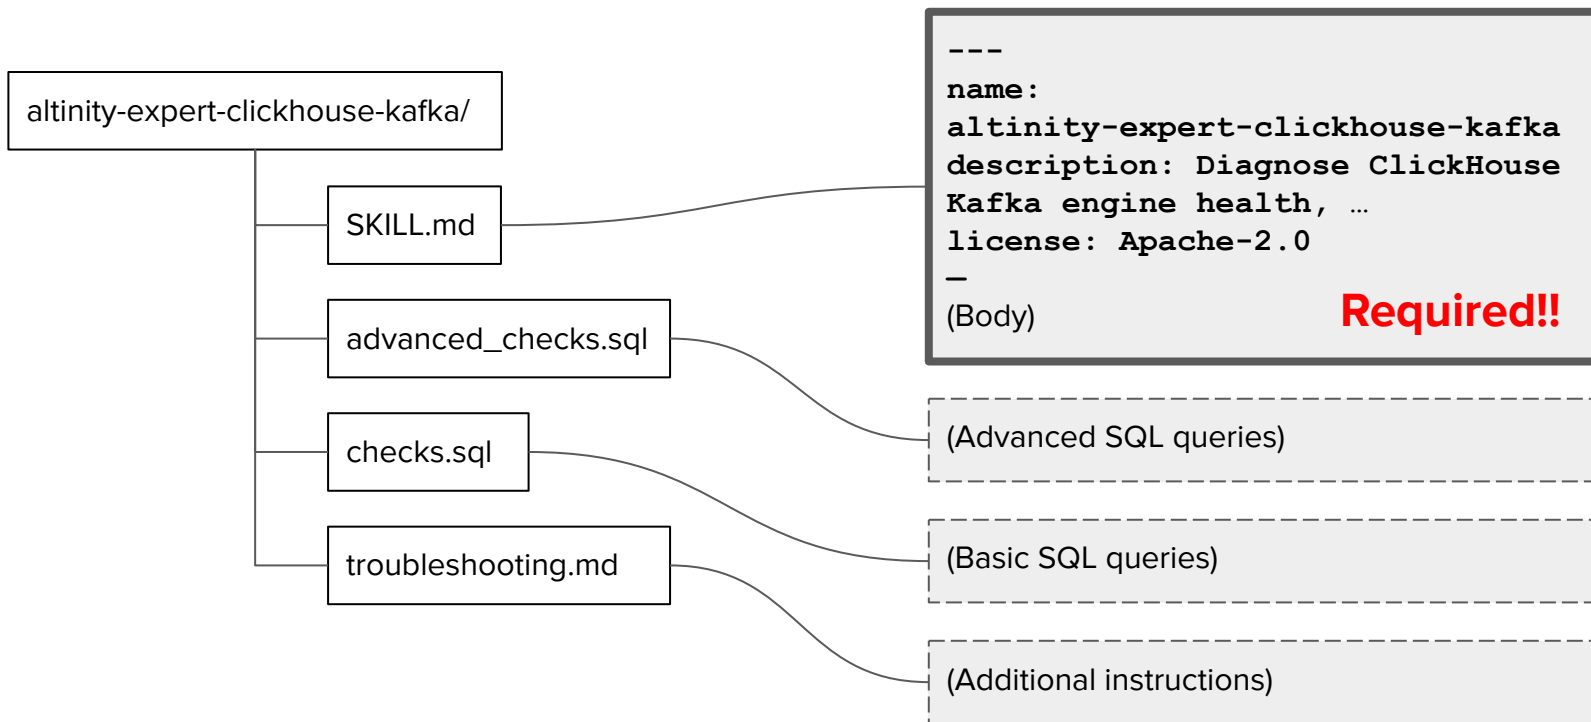 altinity-expert-clickhouse-kafka/
SKILL.md
advanced_checks.sql
checks.sql
troubleshooting.md
---
name:
altinity-expert-clickhouse-kafka
description: Diagnose ClickHouse
Kafka engine health, …
license: Apache-2.0
—
(Body)
Required!!
(Advanced SQL queries)
(Basic SQL queries)
(Additional instructions)